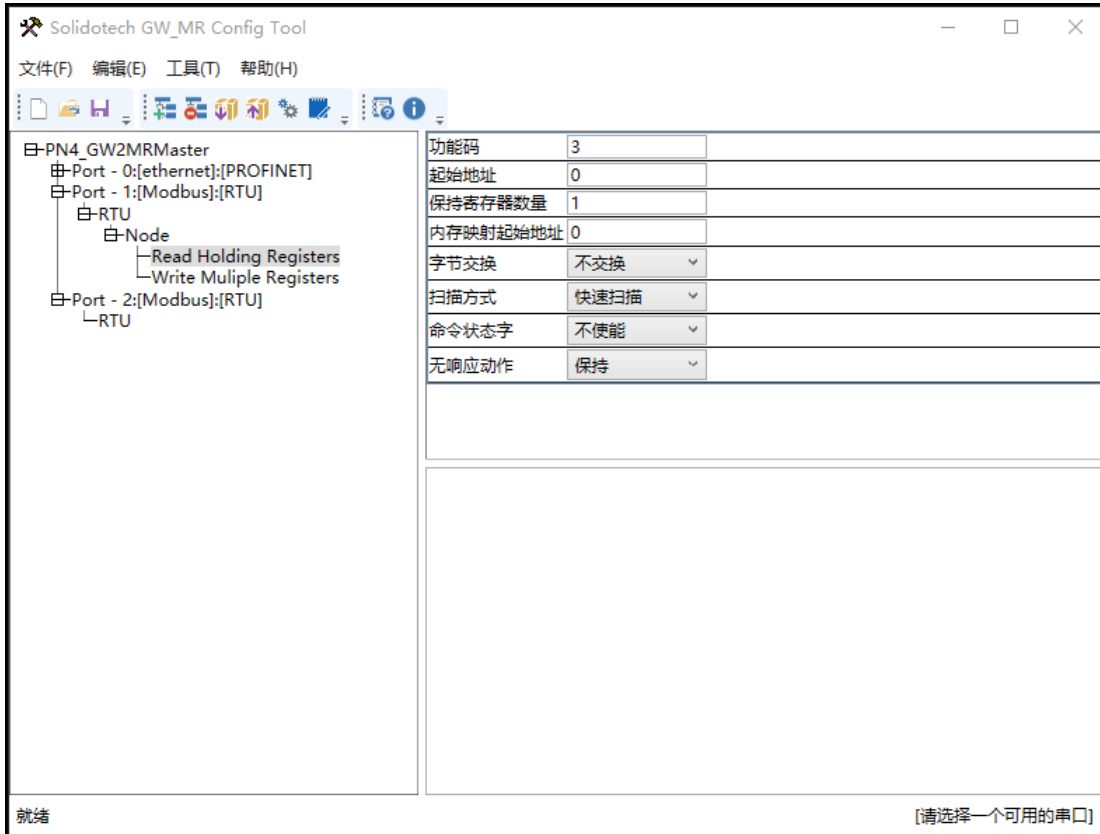 Solidotech GW_MR Config Tool
文件(F) 编辑(E) 工具(T) 帮助(H)
PN4_GW2MRMaster
Port - 0:[ethernet]:[PROFINET]
Port - 1:[Modbus]:[RTU]
RTU
Node
Read Holding Registers
Write Muliple Registers
Port - 2:[Modbus]:[RTU]
RTU
功能码 3
起始地址 0
保持寄存器数量 1
内存映射起始地址 0
字节交换 不交换
扫描方式 快速扫描
命令状态字 不使能
无响应动作 保持
就绪 [请选择一个可用的串口]